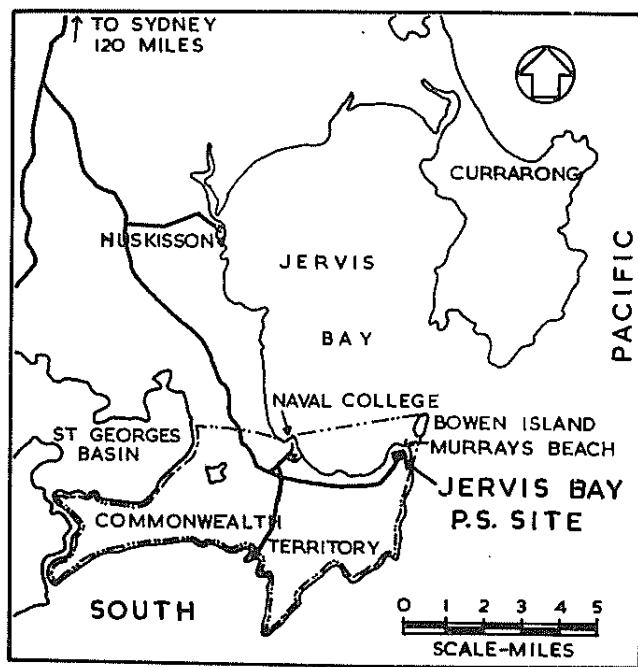 TO SYDNEY
120 MILES
CURRARONG
HUSKISSON
JERVIS
BAY
PACIFIC
NAVAL COLLEGE
ST GEORGES
BASIN
BOWEN ISLAND
MURRAYS BEACH
JERVIS BAY
P.S. SITE
COMMONWEALTH
TERRITORY
SOUTH
0 1 2 3 4 5
SCALE-MILES